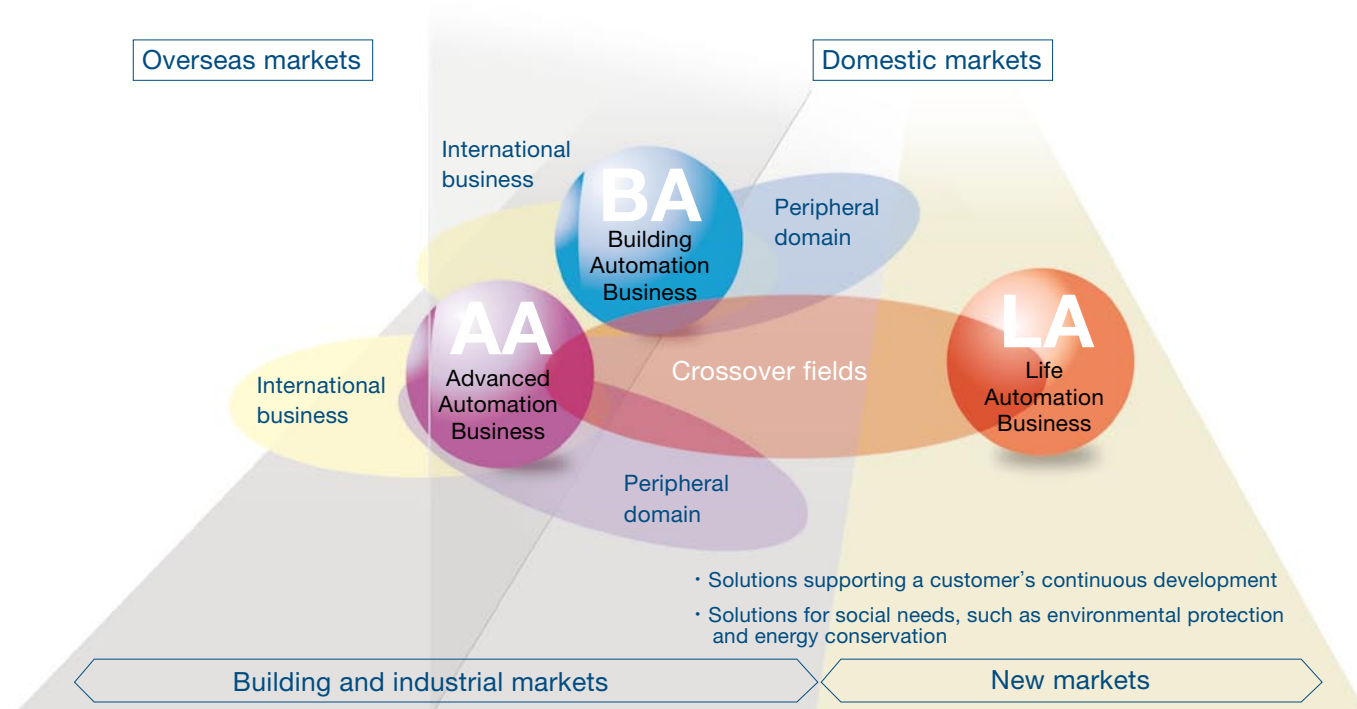 Overseas markets
Domestic markets
International
business
BA
Building
Automation
Business
Peripheral
domain
AA
Advanced
Automation
Business
International
business
Crossover fields
LA
Life
Automation
Business
Peripheral
domain
・Solutions supporting a customer’s continuous development
・Solutions for social needs, such as environmental protection
and energy conservation
Building and industrial markets
New markets